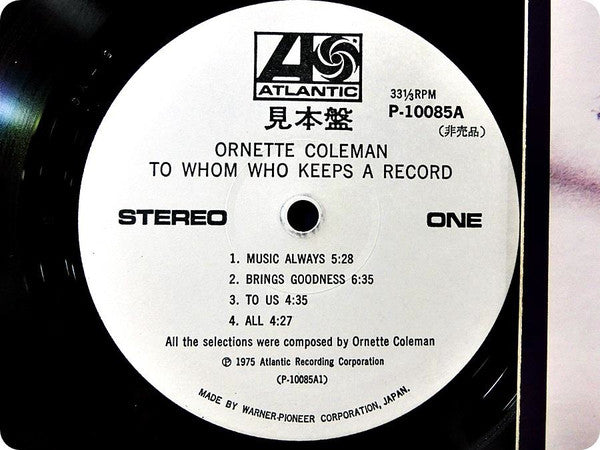 ATLANTIC
見本盤
33⅓RPM
P-10085A
(非売品)
ORNETTE COLEMAN
TO WHOM WHO KEEPS A RECORD
STEREO
ONE
1. MUSIC ALWAYS 5:28
2. BRINGS GOODNESS 6:35
3. TO US 4:35
4. ALL 4:27
All the selections were composed by Ornette Coleman
Ⓟ 1975 Atlantic Recording Corporation
(P-10085A1)
MADE BY WARNER-PIONEER CORPORATION, JAPAN.